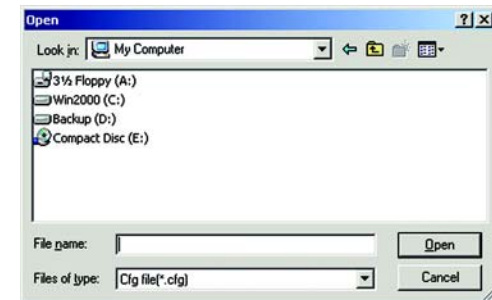 Open
Look in: My Computer
3½ Floppy (A:)
Win2000 (C:)
Backup (D:)
Compact Disc (E:)
File name: Open
Files of type: Cfg file(*.cfg) Cancel